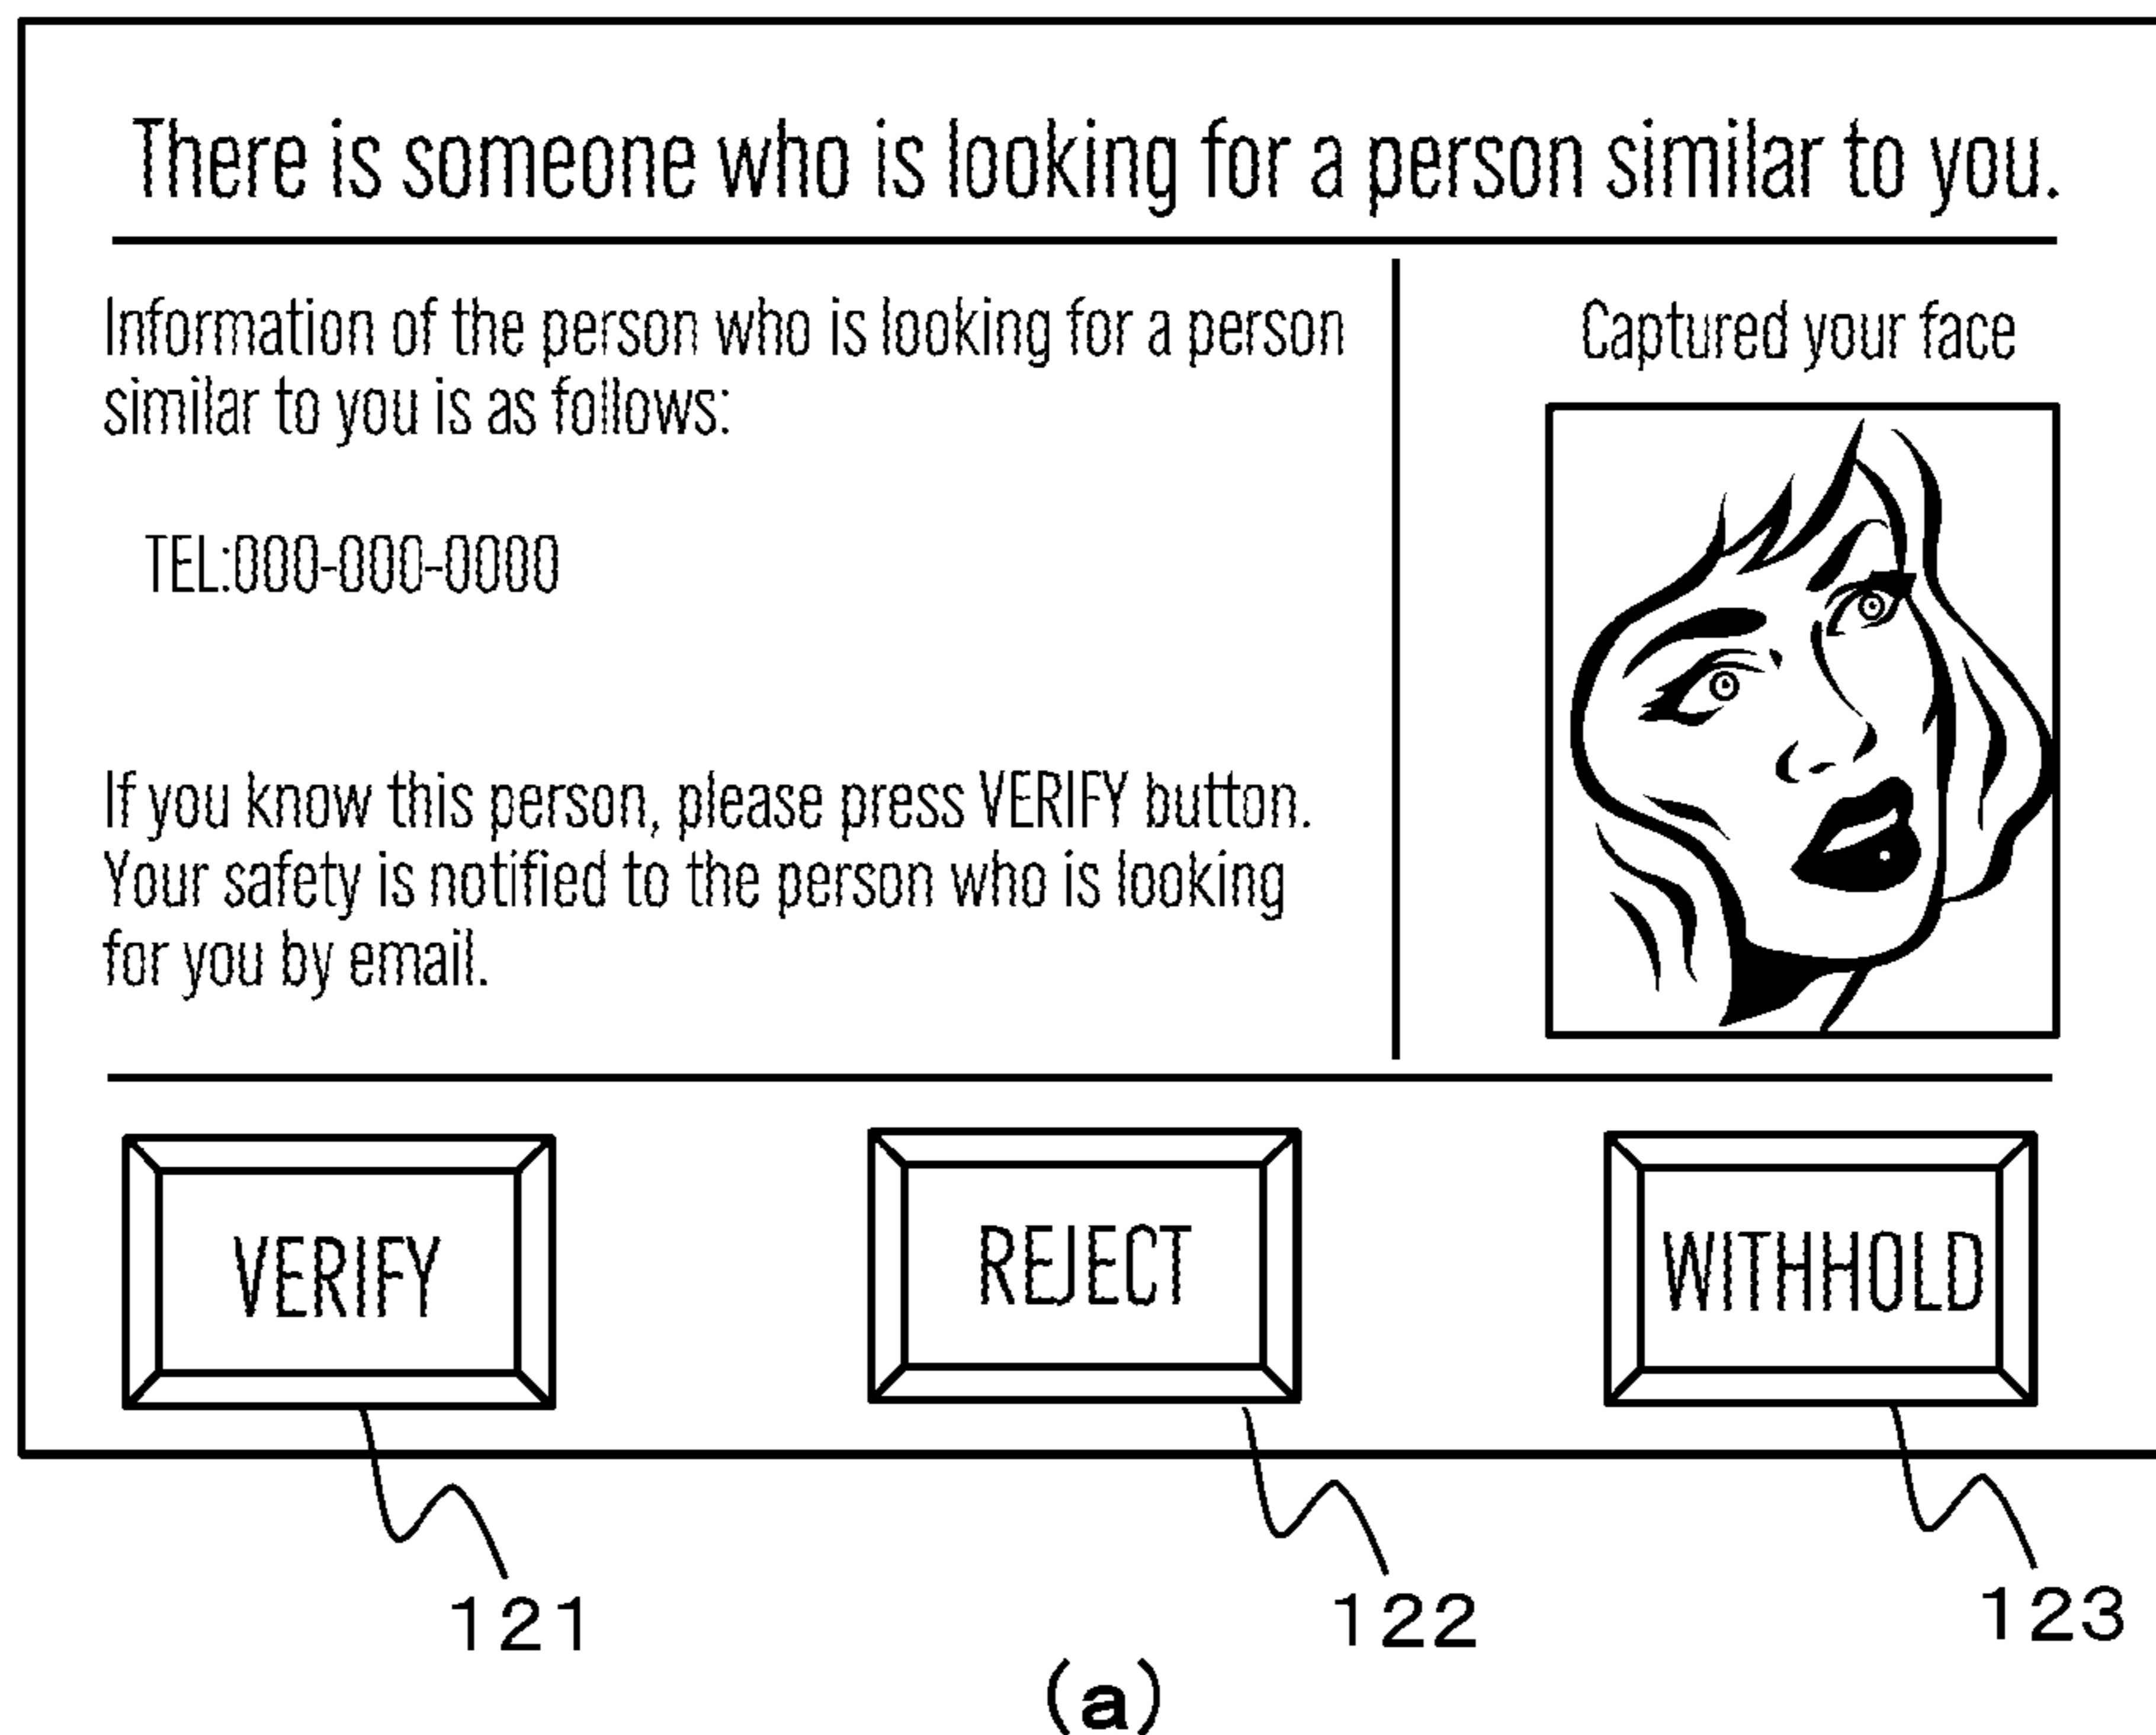 There is someone who is looking for a person similar to you.
Information of the person who is looking for a person
similar to you is as follows:
TEL:000-000-0000
If you know this person, please press VERIFY button.
Your safety is notified to the person who is looking
for you by email.
Captured your face
VERIFY
REJECT
WITHHOLD
121
122
123
(a)